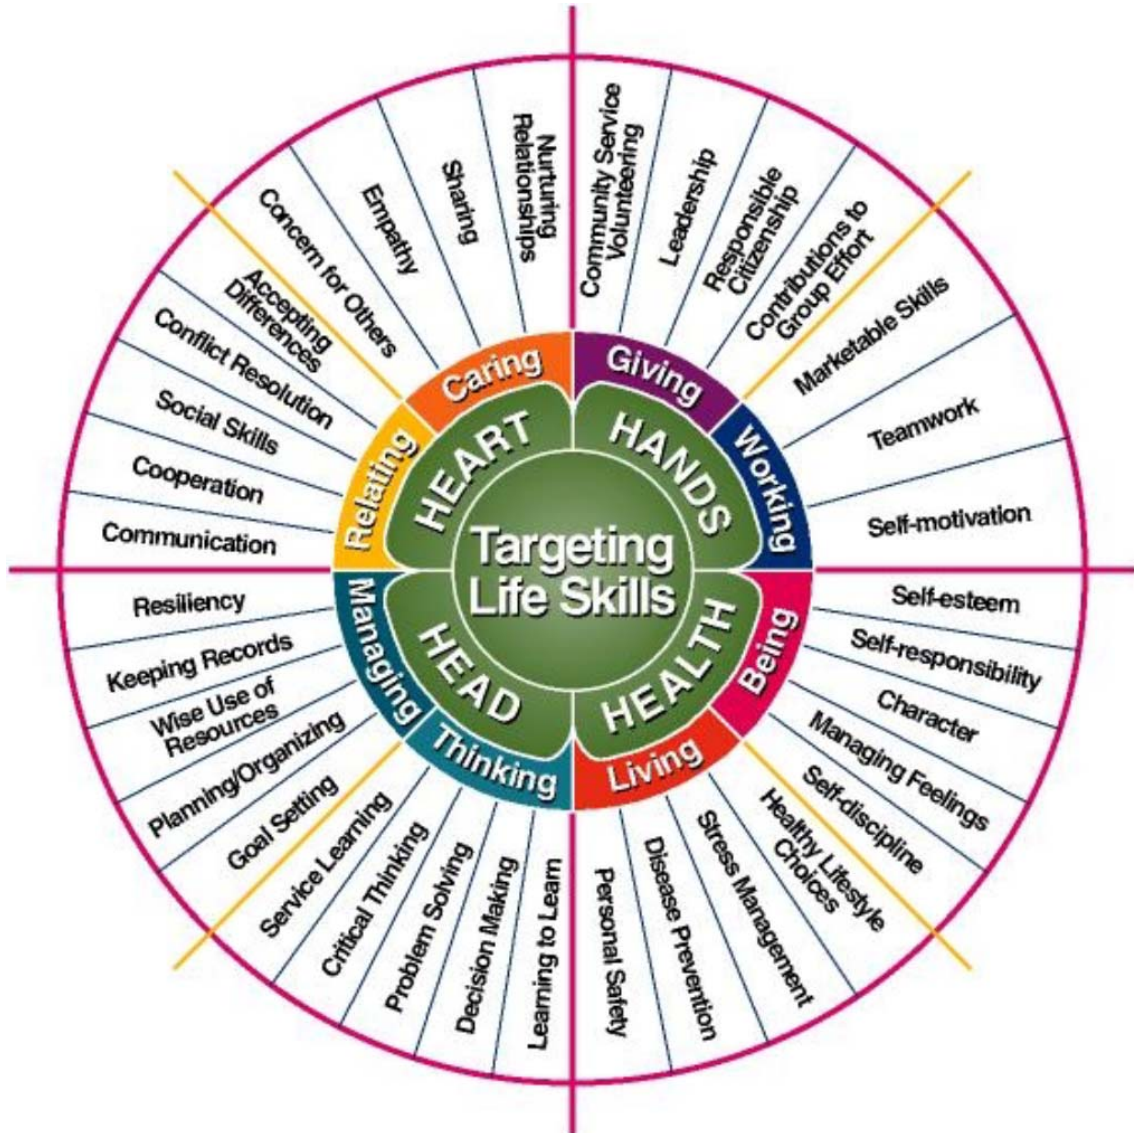 Targeting
Life Skills
HEART
HANDS
HEALTH
HEAD
Caring
Giving
Working
Being
Living
Thinking
Managing
Relating
Community Service
Volunteering
Leadership
Responsible
Citizenship
Contributions to
Group Effort
Marketable Skills
Teamwork
Self-motivation
Self-esteem
Self-responsibility
Character
Managing Feelings
Self-discipline
Healthy Lifestyle
Choices
Stress Management
Disease Prevention
Personal Safety
Learning to Learn
Decision Making
Problem Solving
Critical Thinking
Service Learning
Goal Setting
Planning/Organizing
Wise Use of
Resources
Keeping Records
Resiliency
Communication
Cooperation
Social Skills
Conflict Resolution
Accepting
Differences
Concern for Others
Empathy
Sharing
Nurturing
Relationships